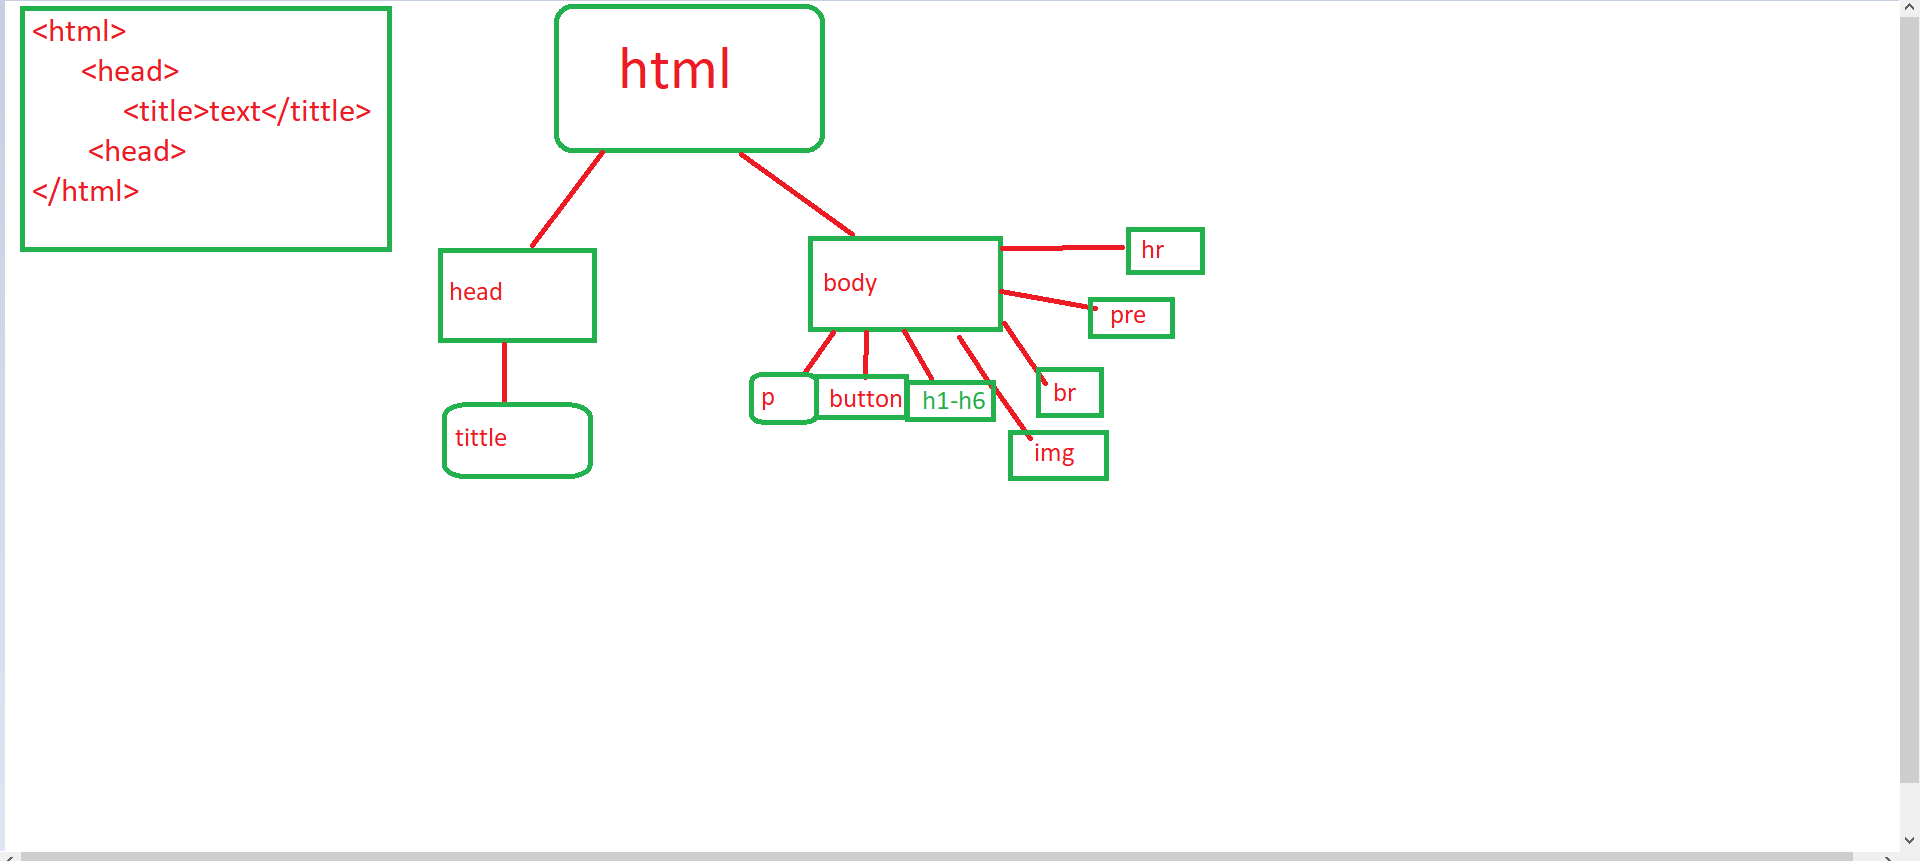 <html>
<head>
<title>text</tittle>
<head>
</html>
html
head
tittle
body
hr
pre
br
p
button
h1-h6
img